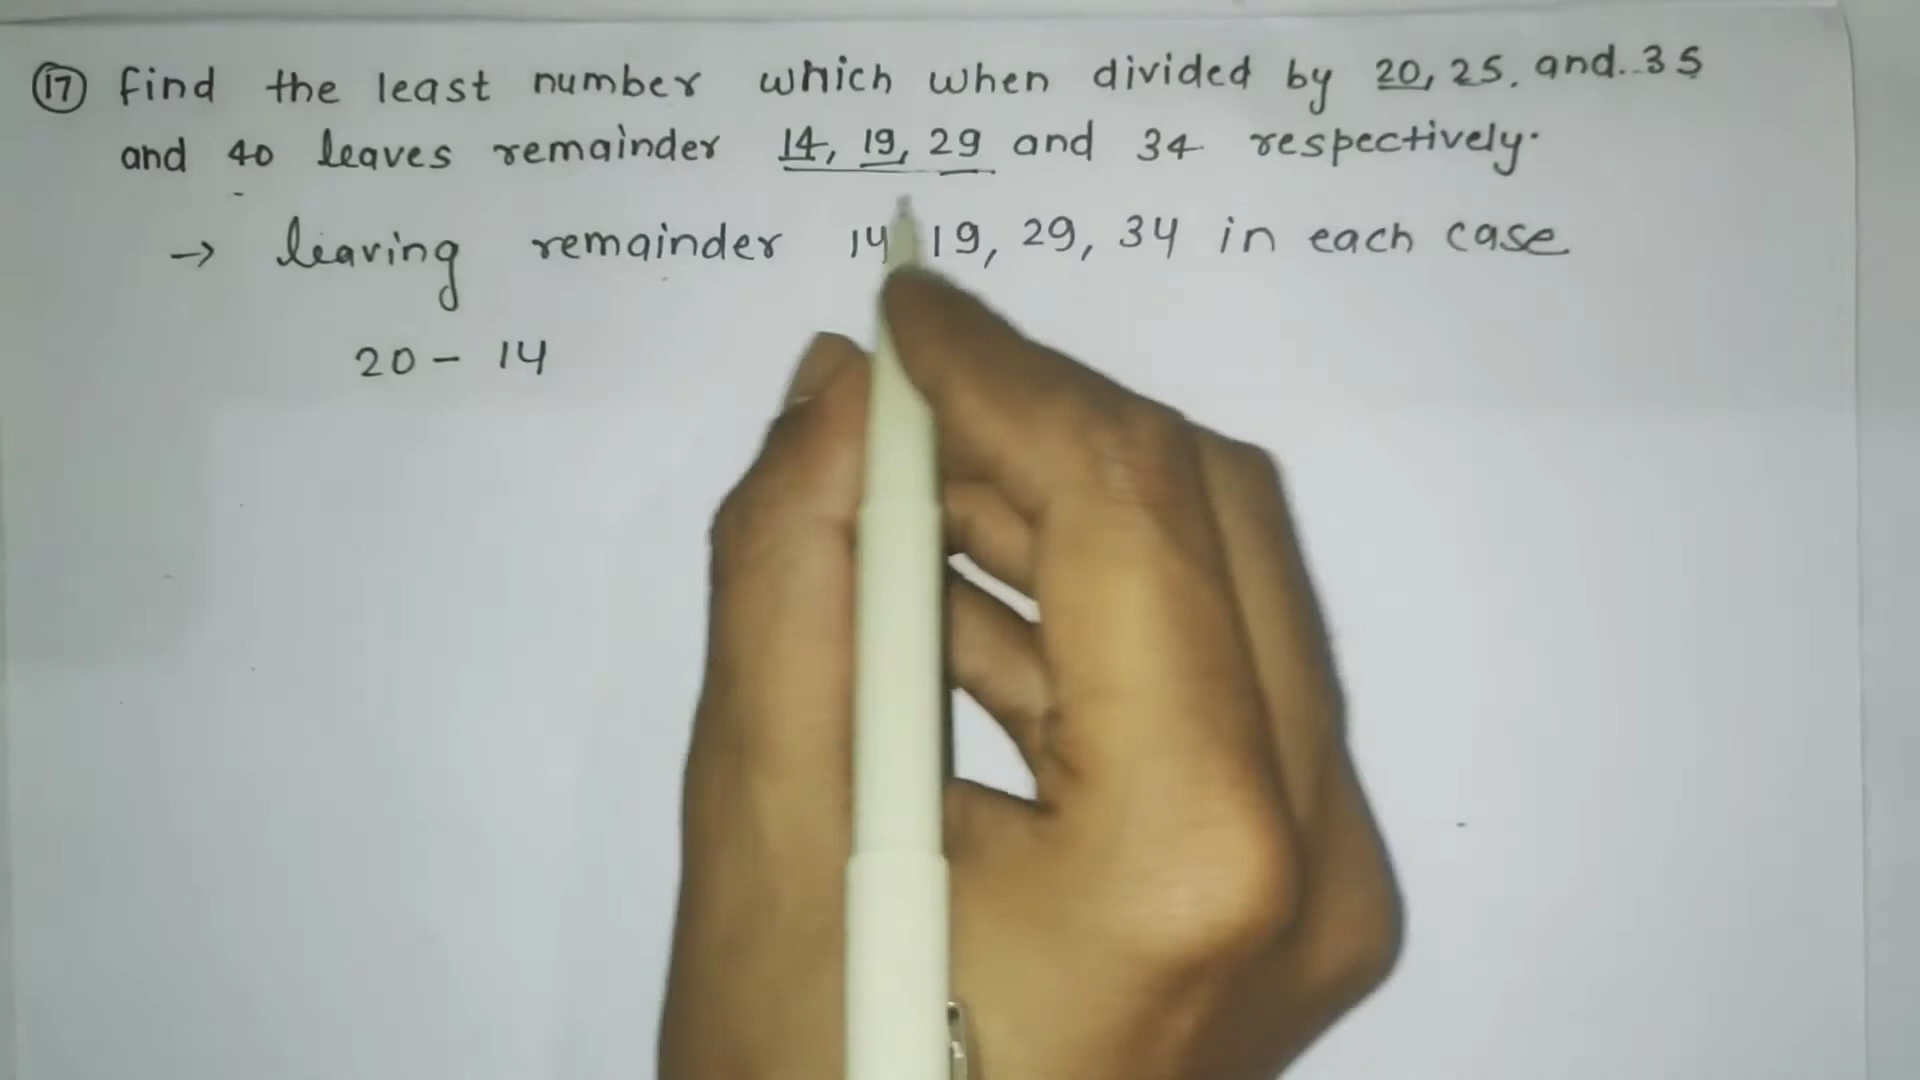 17 find the least number which when divided by 20, 25. and..35
and 40 leaves remainder 14, 19, 29 and 34 respectively.
→ leaving remainder 14 19, 29, 34 in each case
20 - 14